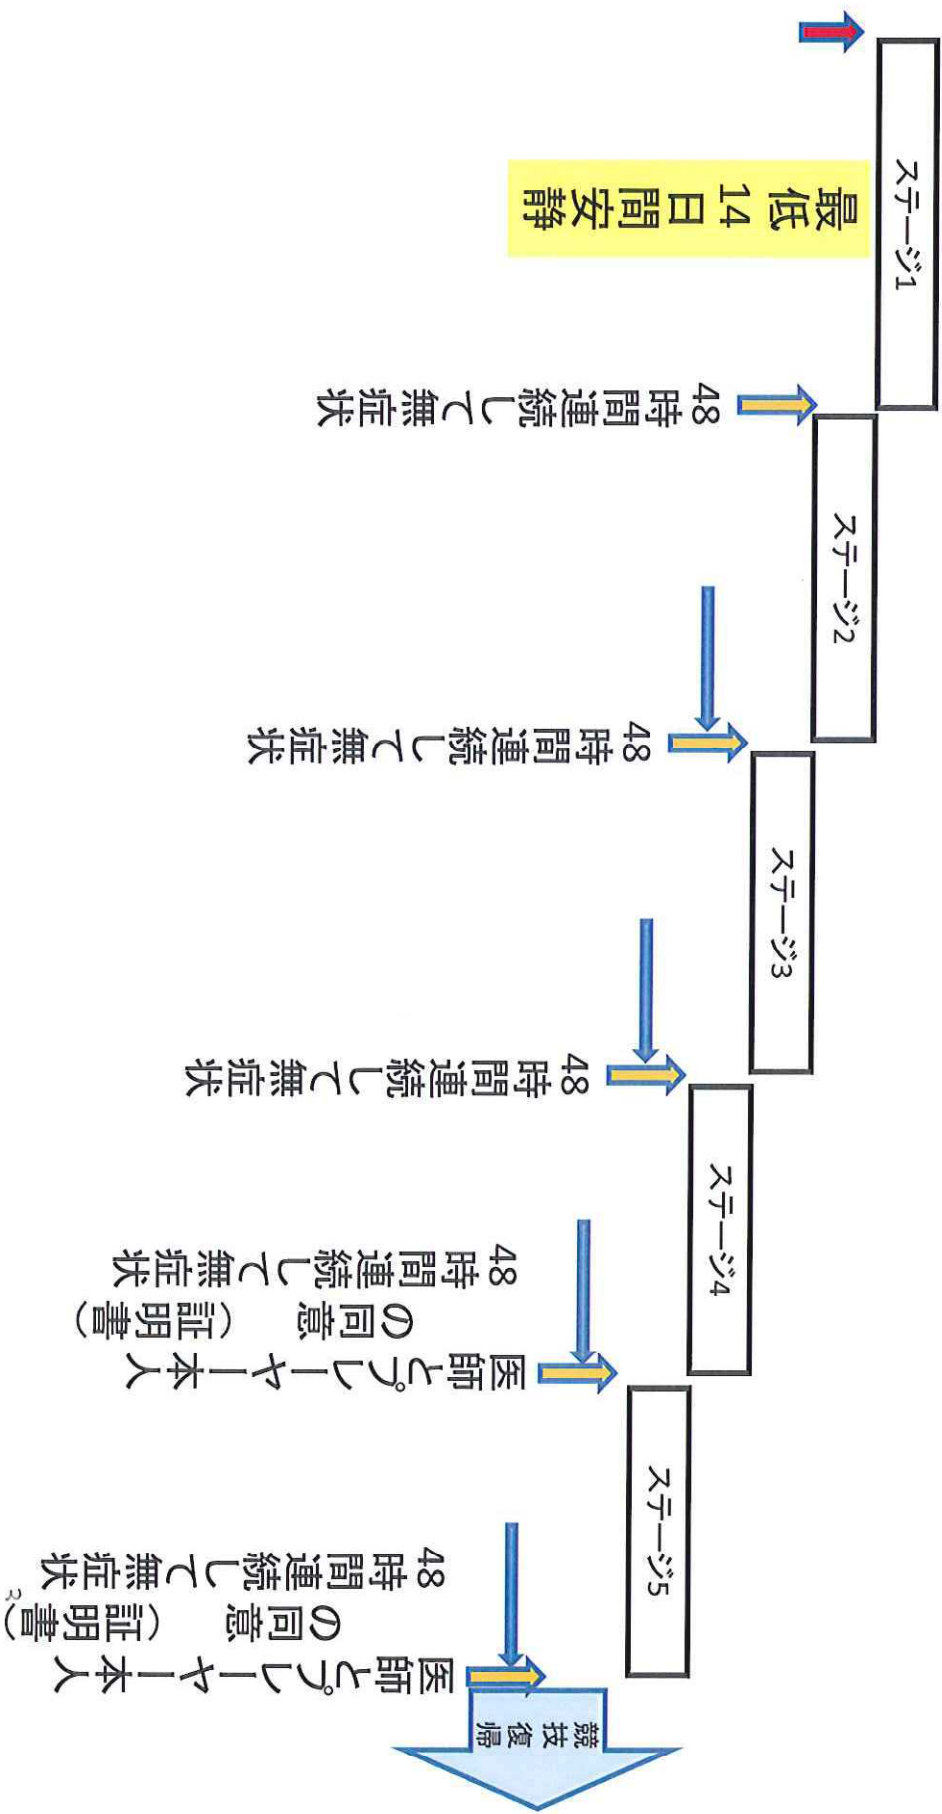 ステージ1
最低14日間安静
48時間連続して無症状
ステージ2
48時間連続して無症状
ステージ3
48時間連続して無症状
ステージ4
48時間連続して無症状
の同意　（証明書）
医師とプレーヤー本人
ステージ5
48時間連続して無症状
の同意　（証明書）
医師とプレーヤー本人
競技復帰